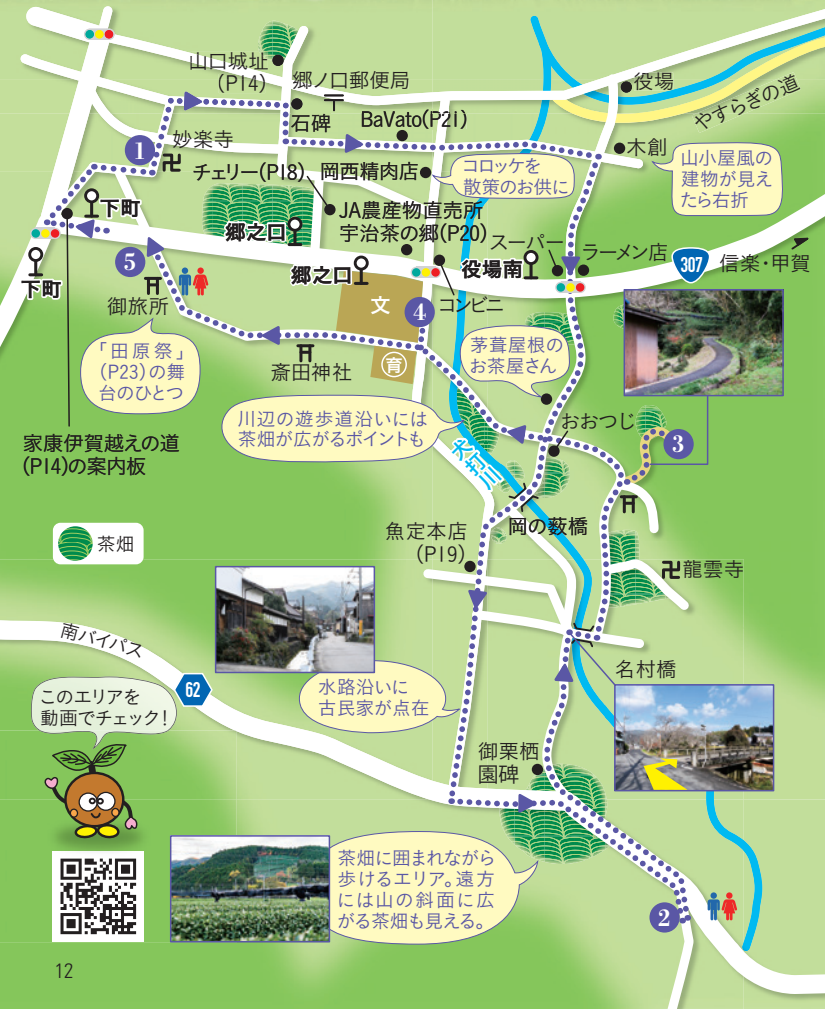 山口城址
(P14)
郷ノ口郵便局
石碑
BaVato(P21)
役場
やすらぎの道
1
妙楽寺
木創
チェリー(P18)
岡西精肉店
コロッケを
散策のお供に
山小屋風の
建物が見え
たら右折
下町
JA農産物直売所
宇治茶の郷(P20)
郷之口
スーパー
ラーメン店
5
下町
郷之口
役場南
307
信楽・甲賀
御旅所
文
4
コンビニ
「田原祭」
(P23)の舞
台のひとつ
斎田神社
育
茅葺屋根の
お茶屋さん
川辺の遊歩道沿いには
茶畑が広がるポイントも
おおつじ
3
家康伊賀越えの道
(P14)の案内板
犬打川
岡の薮橋
茶畑
魚定本店
(P19)
龍雲寺
南バイパス
62
水路沿いに
古民家が点在
名村橋
このエリアを
動画でチェック!
御栗栖
園碑
茶畑に囲まれながら
歩けるエリア。遠方
には山の斜面に広
がる茶畑も見える。
2
12